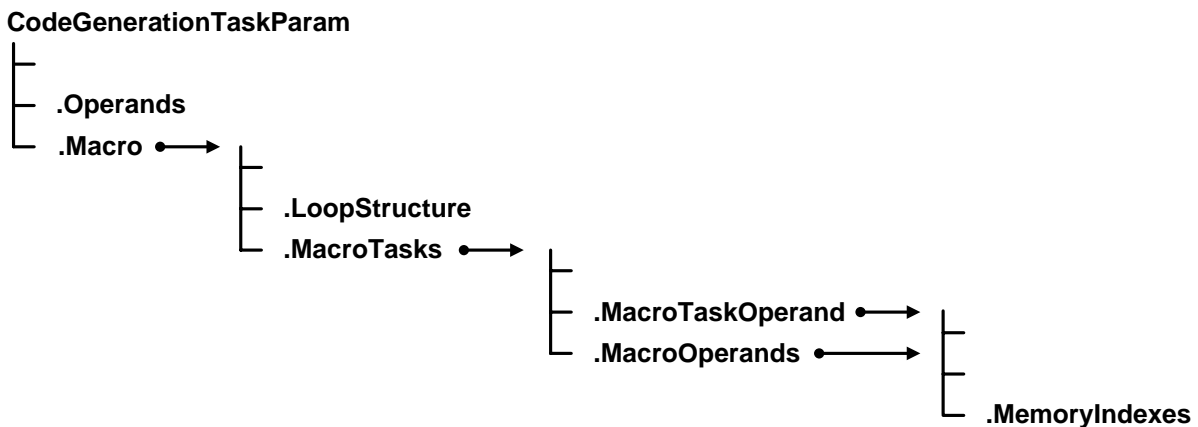 CodeGenerationTaskParam
.Operands
.Macro
.LoopStructure
.MacroTasks
.MacroTaskOperand
.MacroOperands
.MemoryIndexes